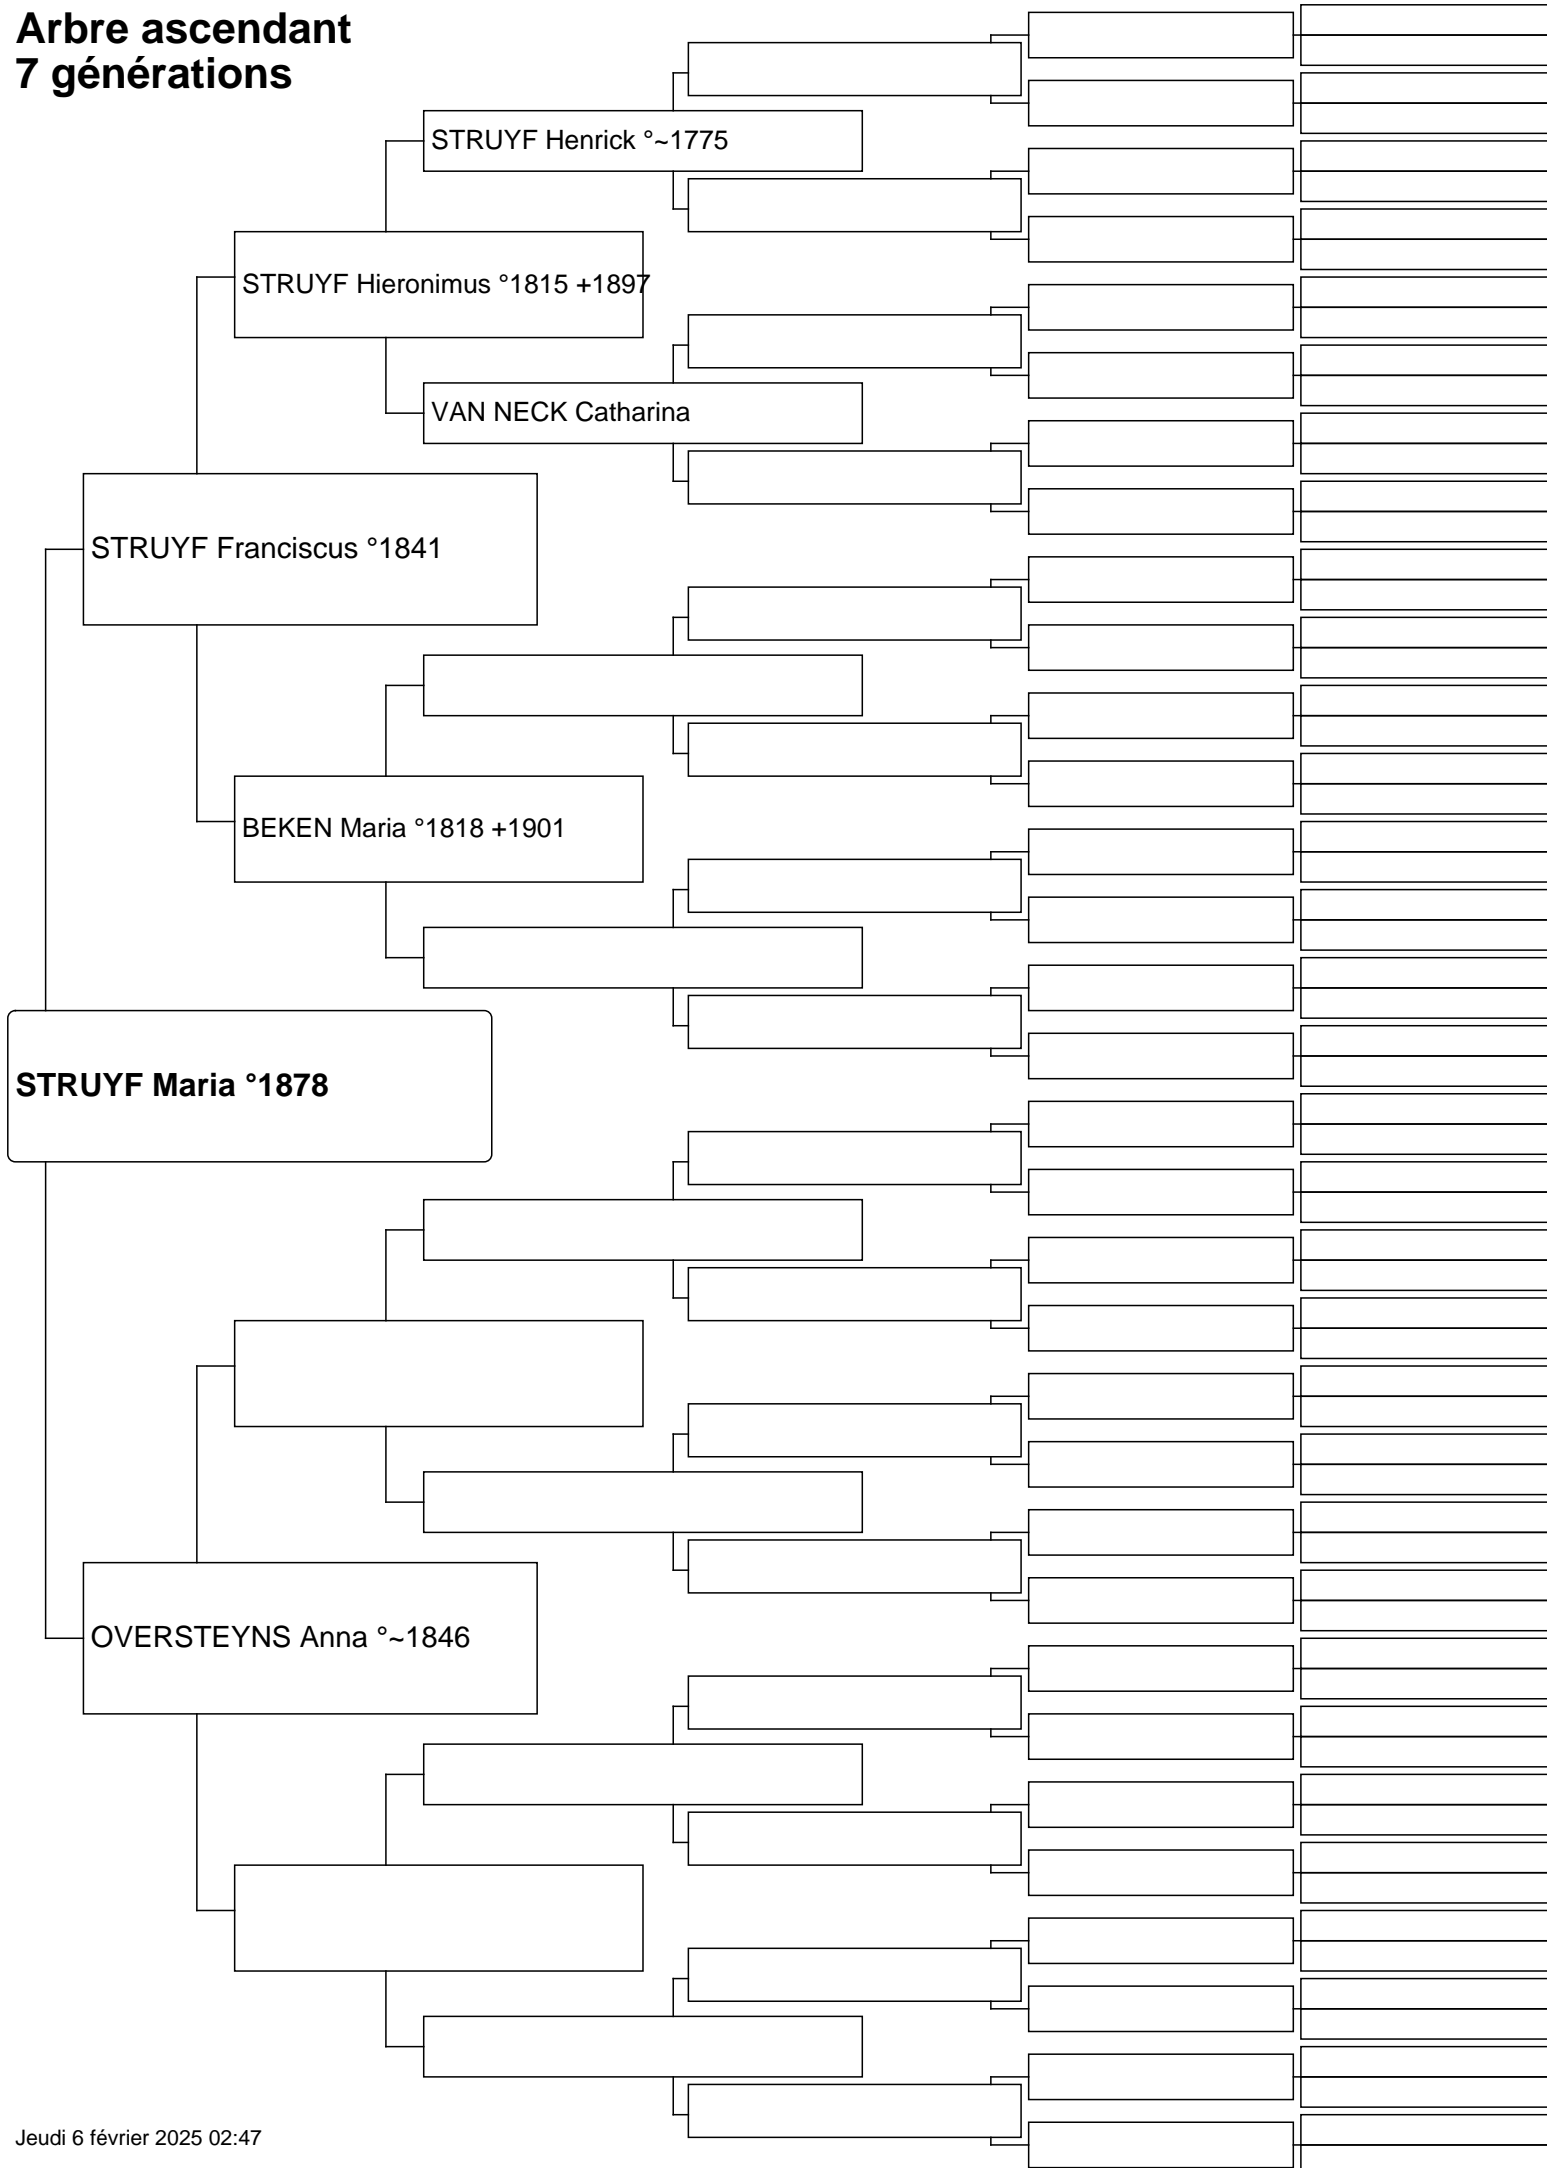 Arbre ascendant
7 générations
STRUYF Henrick °~1775
STRUYF Hieronimus °1815 +1897
VAN NECK Catharina
STRUYF Franciscus °1841
BEKEN Maria °1818 +1901
STRUYF Maria °1878
OVERSTEYNS Anna °~1846
Jeudi 6 février 2025 02:47